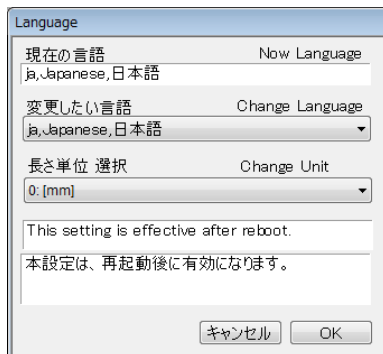 Language
現在の言語 Now Language
ja,Japanese,日本語
変更したい言語 Change Language
ja,Japanese,日本語
長さ単位 選択 Change Unit
0: [mm]
This setting is effective after reboot.
本設定は、再起動後に有効になります。
キャンセル OK